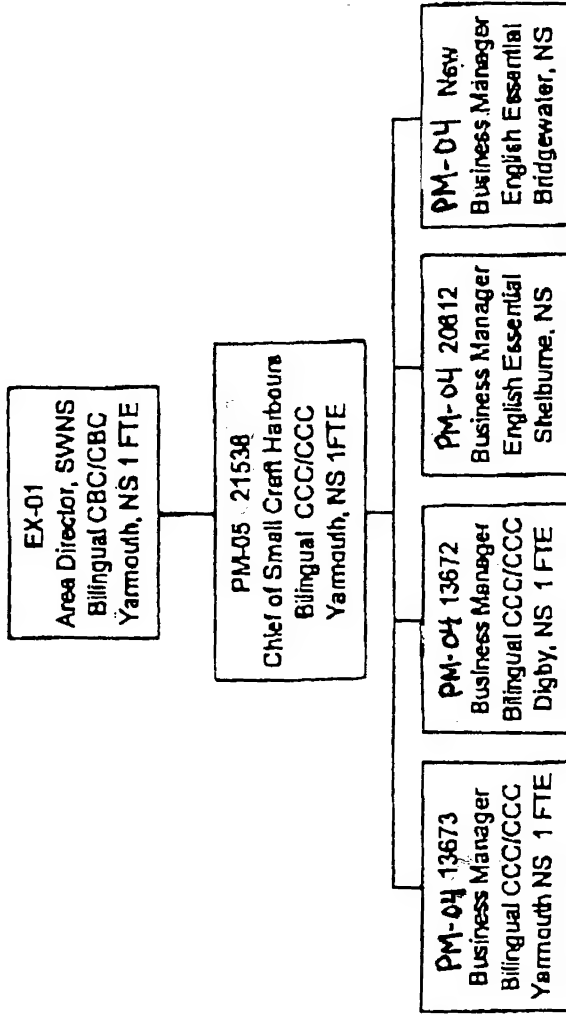 EX-01
Area Director, SWNS
Bilingual CBC/CBC
Yarmouth, NS 1 FTE
PM-05 21538
Chief of Small Craft Harbours
Bilingual CCC/CCC
Yarmouth, NS 1FTE
PM-04 13673
Business Manager
Bilingual CCC/CCC
Yarmouth NS 1 FTE
PM-04 13672
Business Manager
Bilingual CCC/CCC
Digby, NS 1 FTE
PM-04 20812
Business Manager
English Essential
Shelburne, NS
PM-04 New
Business Manager
English Essential
Bridgewater, NS